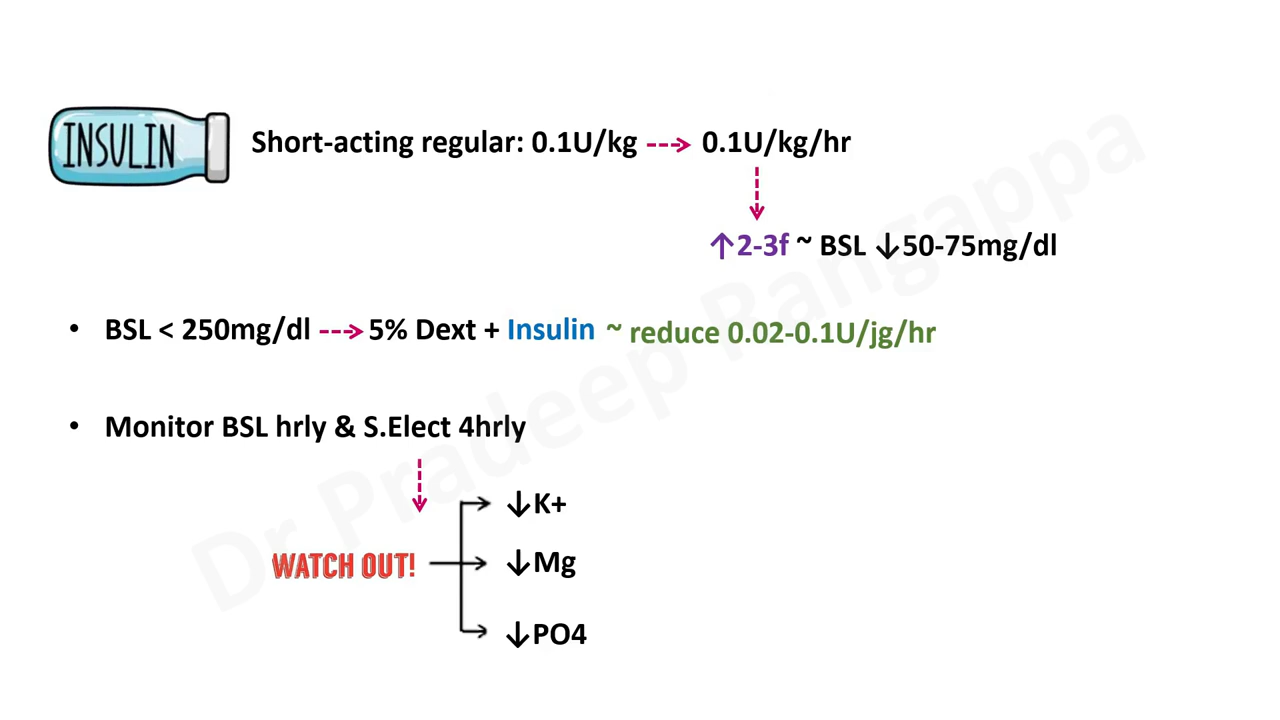 INSULIN
Short-acting regular: 0.1U/kg ---> 0.1U/kg/hr
↑2-3f ~ BSL ↓50-75mg/dl
• BSL < 250mg/dl ---> 5% Dext + Insulin ~ reduce 0.02-0.1U/jg/hr
• Monitor BSL hrly & S.Elect 4hrly
↓K+
WATCH OUT! ↓Mg
↓PO4
Dr Pradeep Rangappa